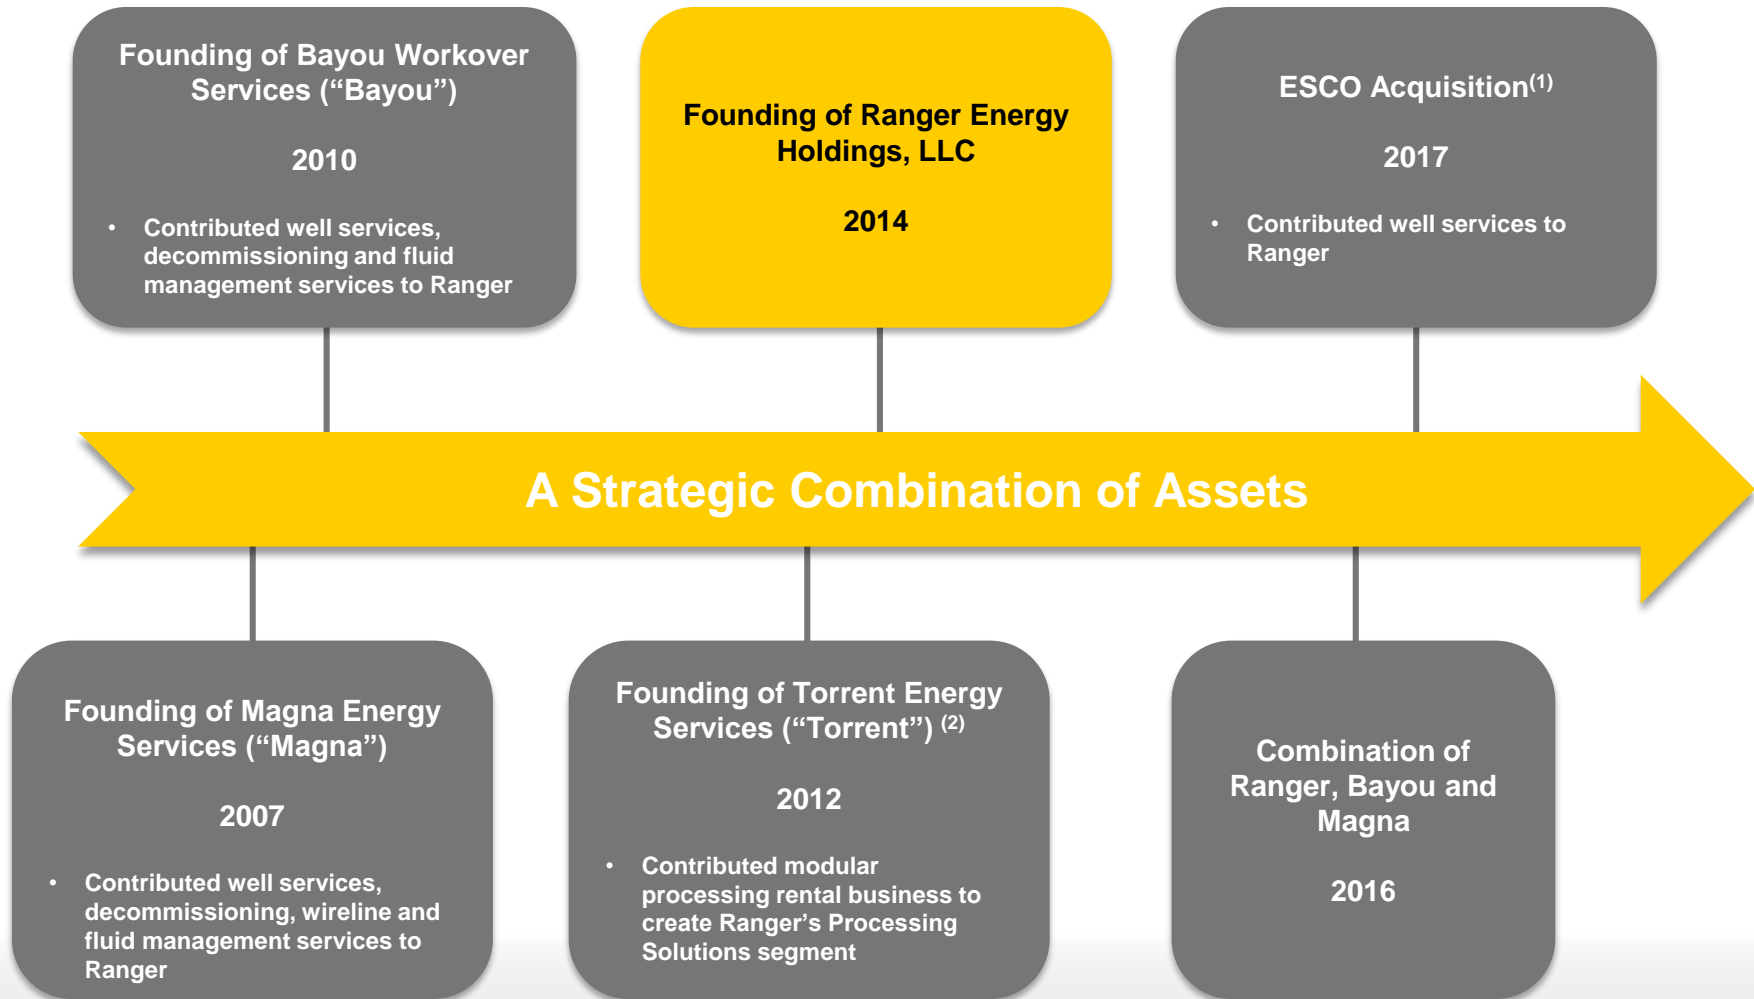 Founding of Bayou Workover
Services (“Bayou”)
2010
• Contributed well services,
decommissioning and fluid
management services to Ranger
Founding of Ranger Energy
Holdings, LLC
2014
ESCO Acquisition(1)
2017
• Contributed well services to
Ranger
A Strategic Combination of Assets
Founding of Magna Energy
Services (“Magna”)
2007
• Contributed well services,
decommissioning, wireline and
fluid management services to
Ranger
Founding of Torrent Energy
Services (“Torrent”) (2)
2012
• Contributed modular
processing rental business to
create Ranger’s Processing
Solutions segment
Combination of
Ranger, Bayou and
Magna
2016